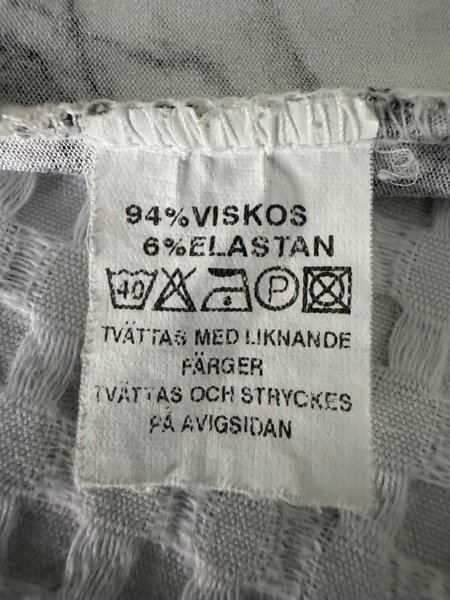 94%VISKOS
6%ELASTAN
40 P
TVÄTTAS MED LIKNANDE
FÄRGER
TVÄTTAS OCH STRYCKES
PÅ AVIGSIDAN